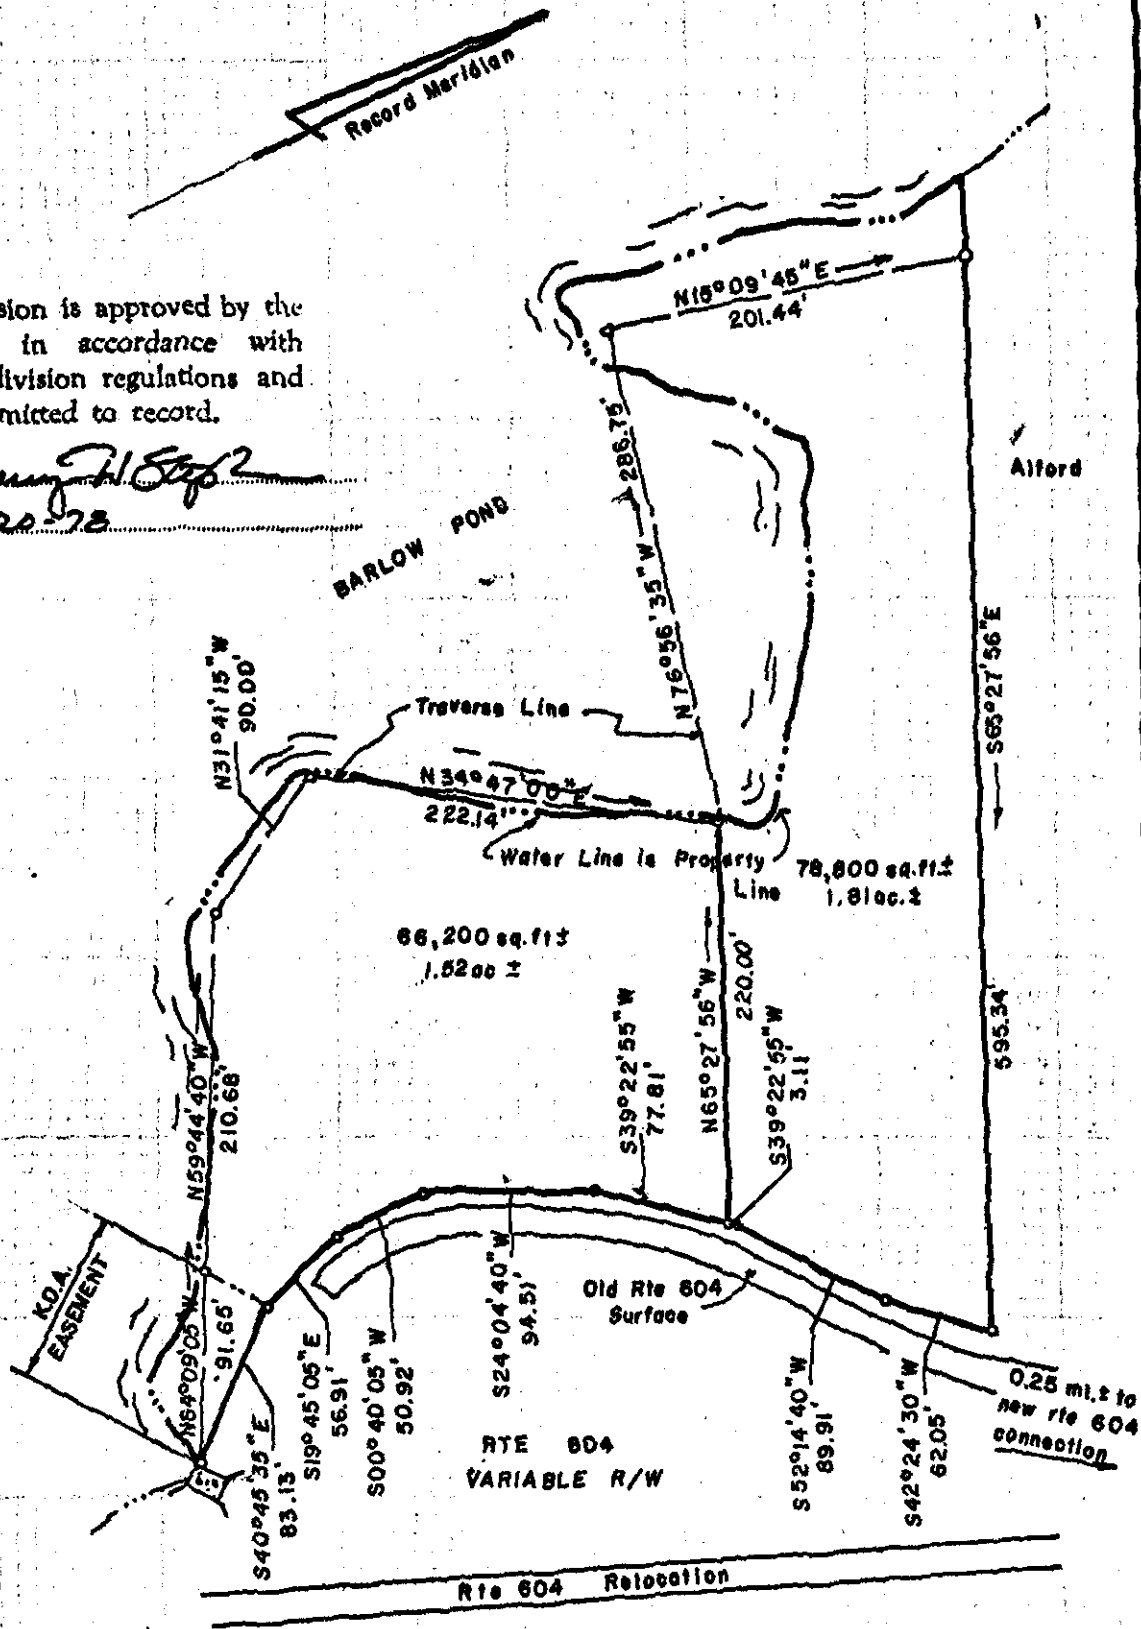 Record Meridian
sion is approved by the
in accordance with
division regulations and
mitted to record.
20-78
N15°09'45"E
201.44'
286.75'
N76°56'35"W
Alford
BARLOW POND
N31°41'15"W
90.00'
Traverse Line
N34°47'00"E
222.14'
Water Line is Property
Line
78,800 sq.ft.±
1.81 ac.±
S65°27'56"E
595.34'
66,200 sq.ft±
1.52 ac ±
N65°27'56"W
220.00'
S39°22'55"W
77.81'
S39°22'55"W
3.11
N59°44'40"W
210.68'
K.D.A.
EASEMENT
N64°09'05"W
91.65'
S40°45'35"E
83.13'
S19°45'05"E
56.91'
S00°40'05"W
50.92'
S24°04'40"W
94.51'
Old Rte 604
Surface
RTE 604
VARIABLE R/W
S52°14'40"W
89.91'
S42°24'30"W
62.05'
0.25 mi.± to
new rte 604
connection
Rte 604 Relocation